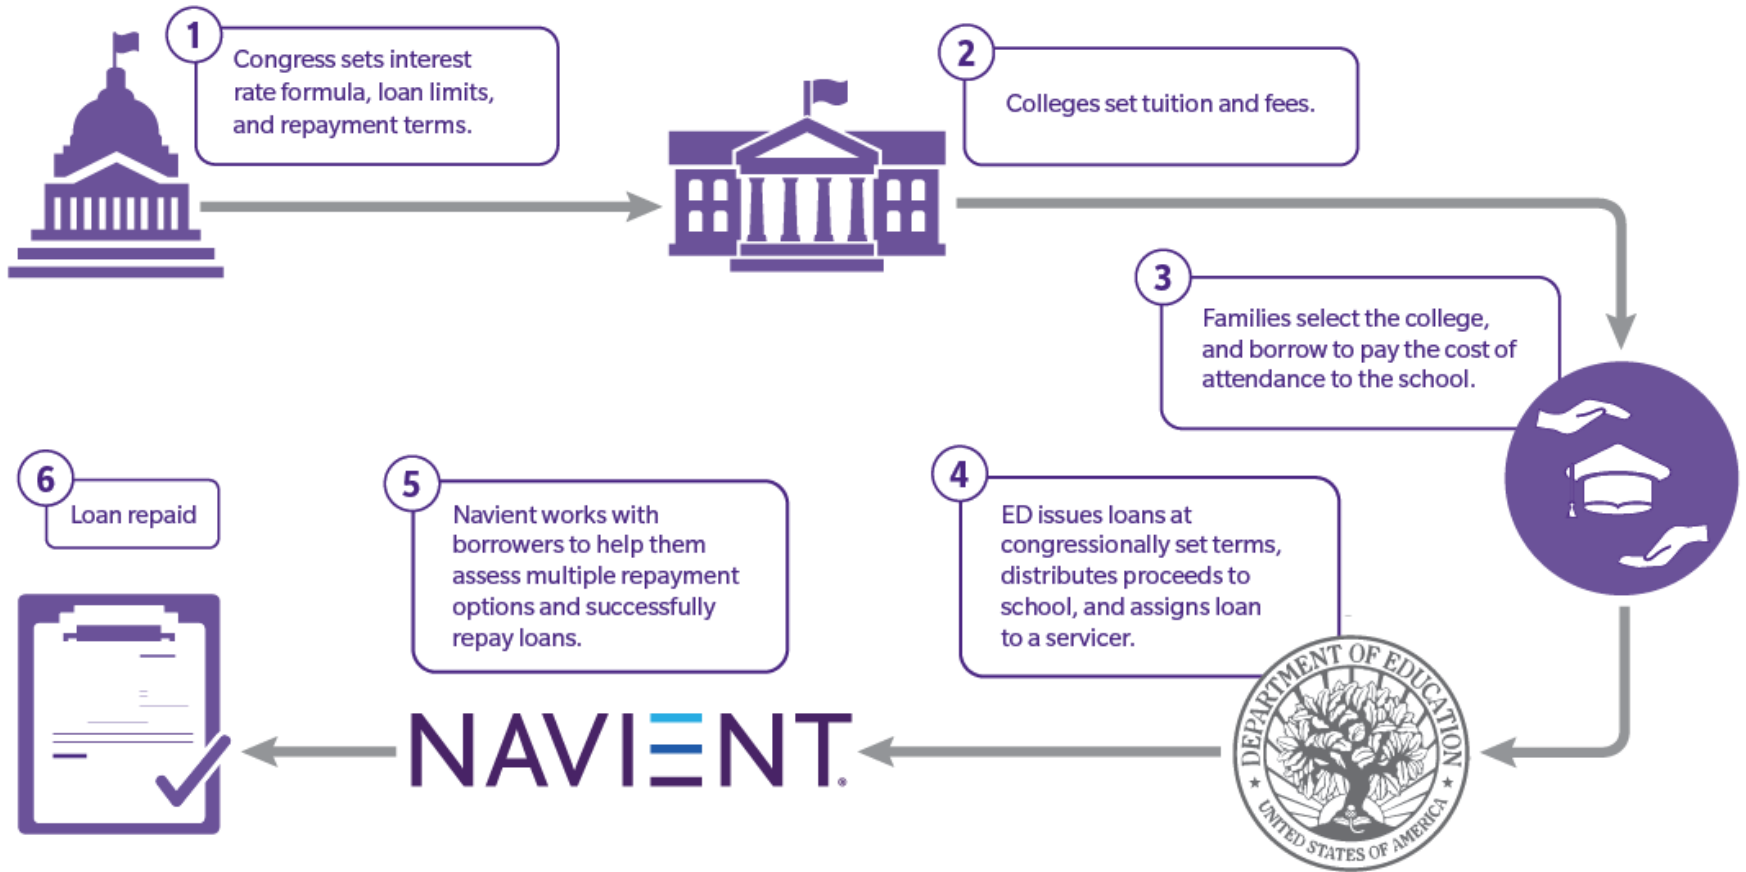 1
Congress sets interest
rate formula, loan limits,
and repayment terms.
2
Colleges set tuition and fees.
3
Families select the college,
and borrow to pay the cost of
attendance to the school.
4
ED issues loans at
congressionally set terms,
distributes proceeds to
school, and assigns loan
to a servicer.
DEPARTMENT OF EDUCATION
UNITED STATES OF AMERICA
5
Navient works with
borrowers to help them
assess multiple repayment
options and successfully
repay loans.
NAVIENT®
6
Loan repaid